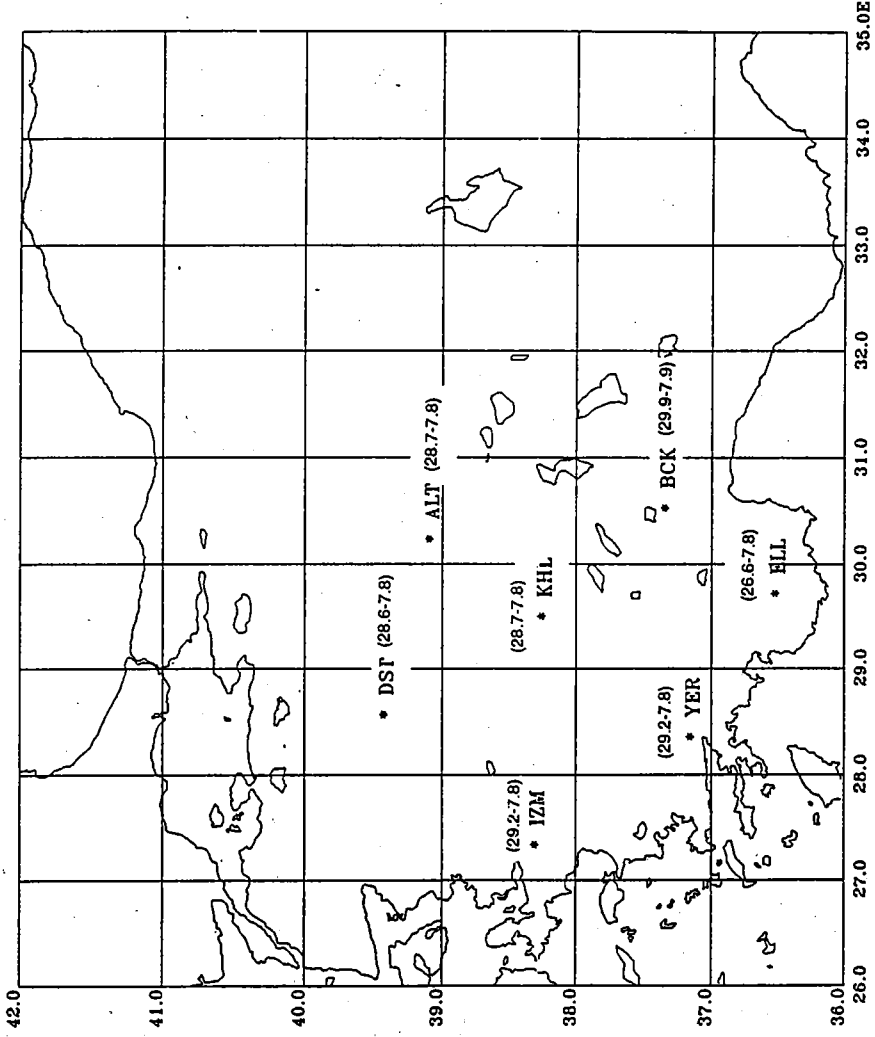 42.0
41.0
40.0
39.0
38.0
37.0
36.0
26.0
27.0
28.0
29.0
30.0
31.0
32.0
33.0
34.0
35.0E
* DST (28.6-7.8)
* ALT (28.7-7.8)
(28.7-7.8)
* KHL
(29.2-7.8)
* IZM
* BCK (29.9-7.9)
(29.2-7.8)
* YER
(26.6-7.8)
* ELL